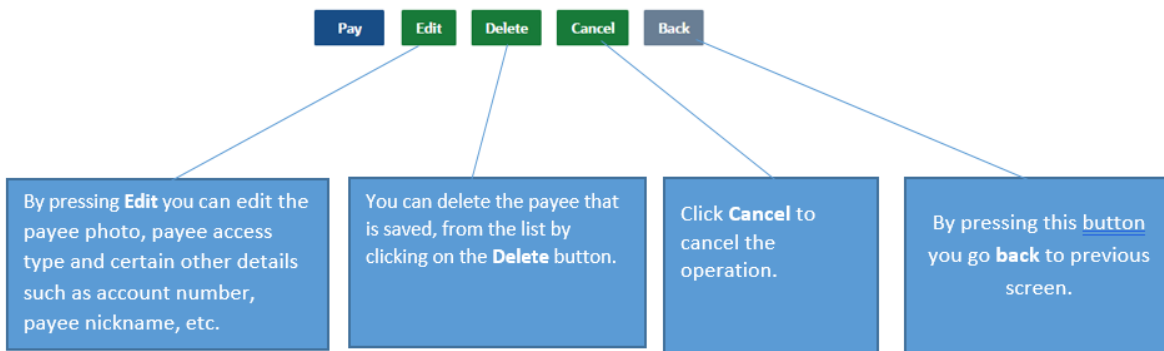 Pay Edit Delete Cancel Back
By pressing Edit you can edit the
payee photo, payee access
type and certain other details
such as account number,
payee nickname, etc.
You can delete the payee that
is saved, from the list by
clicking on the Delete button.
Click Cancel to
cancel the
operation.
By pressing this button
you go back to previous
screen.